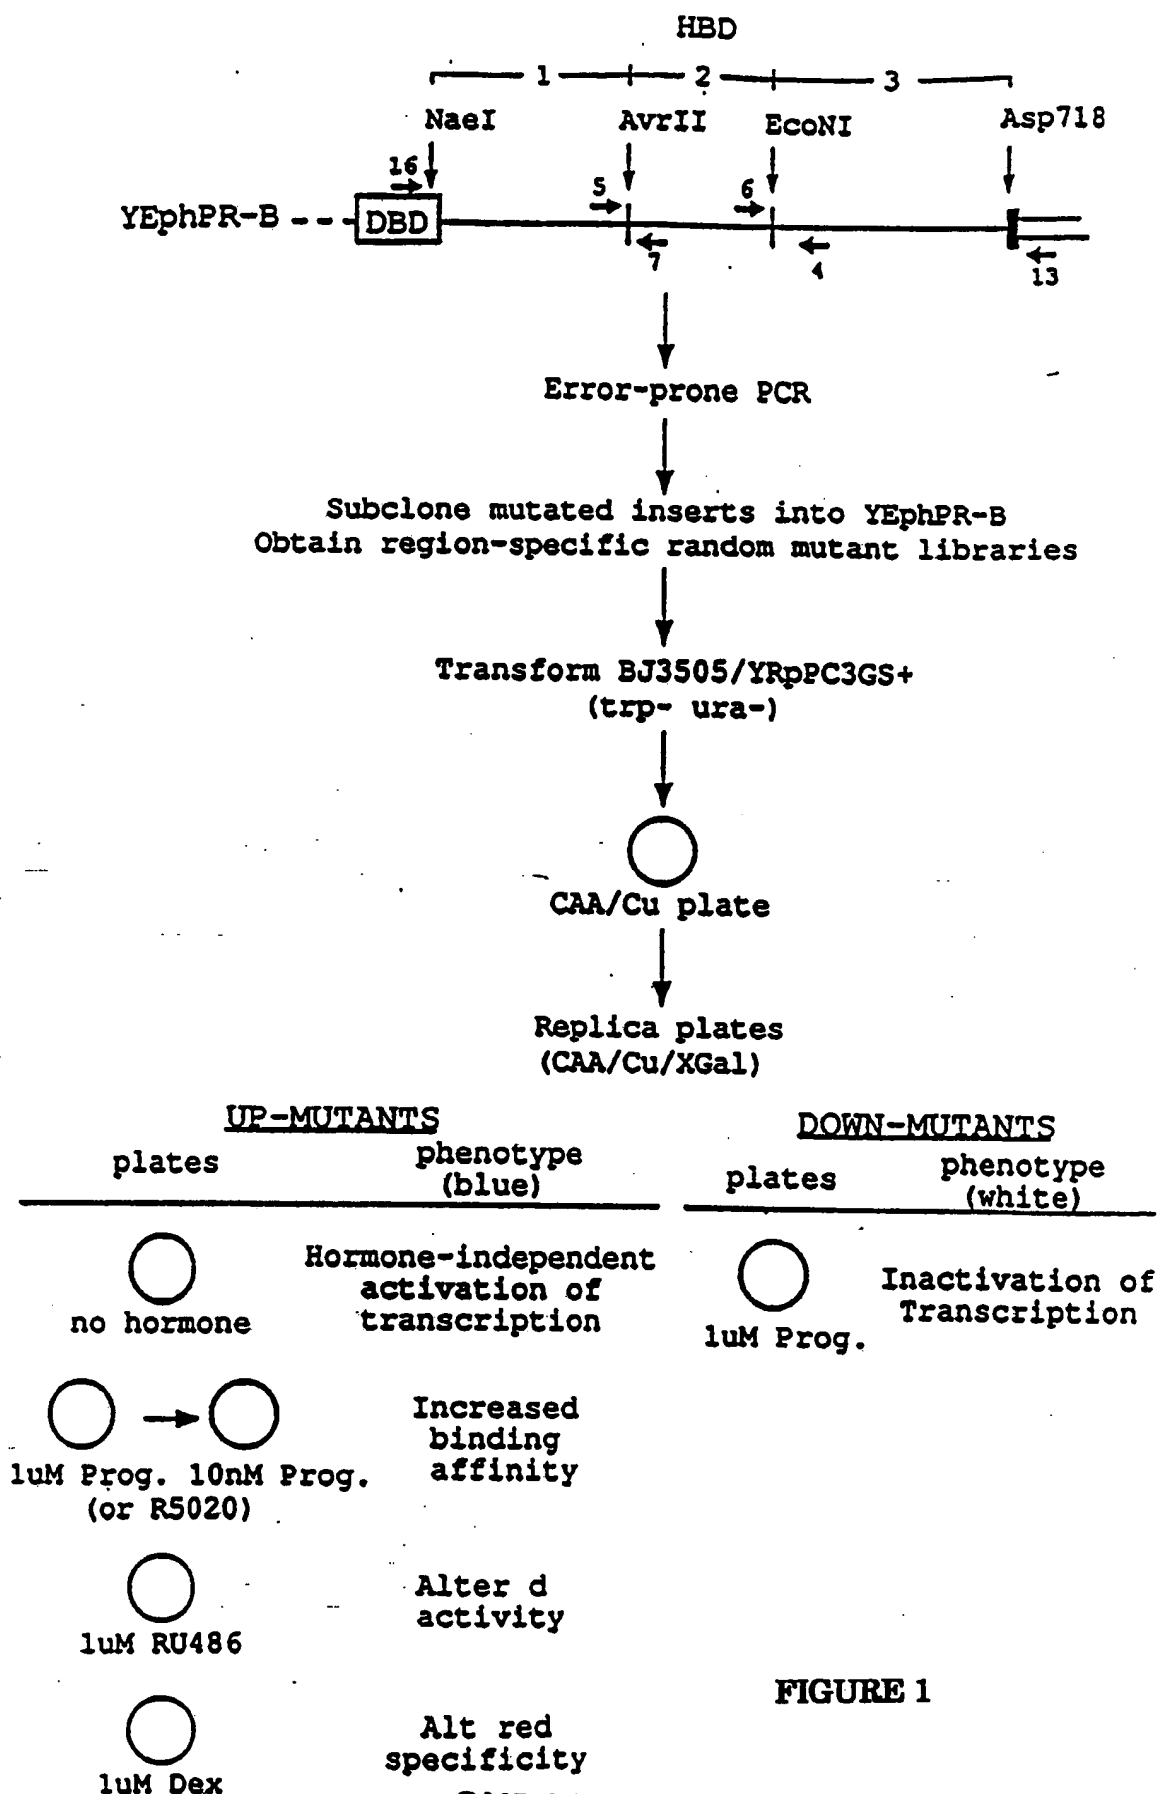 HBD
1 2 3
NaeI AvrII EcoNI Asp718
16 5 6
YEphPR-B DBD
7 4 13
Error-prone PCR
Subclone mutated inserts into YEphPR-B
Obtain region-specific random mutant libraries
Transform BJ3505/YRpPC3GS+
(trp- ura-)
CAA/Cu plate
Replica plates
(CAA/Cu/XGal)
UP-MUTANTS
plates phenotype
(blue)
no hormone
Hormone-independent
activation of
transcription
1uM Prog. 10nM Prog.
(or R5020)
Increased
binding
affinity
1uM RU486
Alter d
activity
1uM Dex
Alt red
specificity
DOWN-MUTANTS
plates phenotype
(white)
1uM Prog.
Inactivation of
Transcription
FIGURE 1